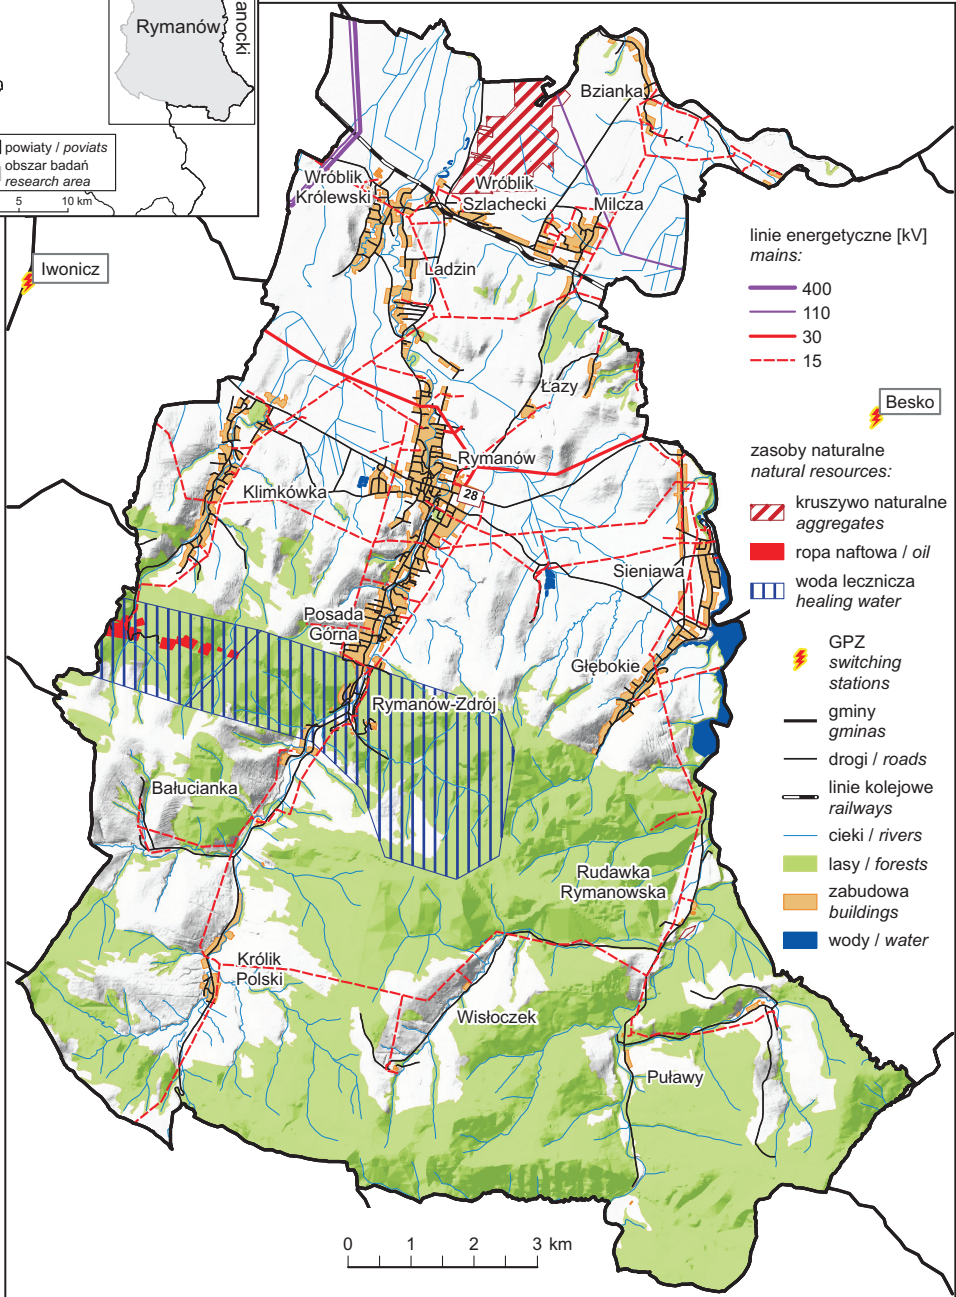 Rymanów
anocki
powiaty / poviats
obszar badań
research area
5 10 km
Iwonicz
Bzianka
Wróblik
Królewski
Wróblik
Szlachecki
Milcza
Ladzin
Łazy
Rymanów
28
Klimkówka
Sieniawa
Posada
Górna
Głębokie
Rymanów-Zdrój
Bałucianka
Rudawka
Rymanowska
Królik
Polski
Wisłoczek
Puławy
linie energetyczne [kV]
mains:
400
110
30
15
Besko
zasoby naturalne
natural resources:
kruszywo naturalne
aggregates
ropa naftowa / oil
woda lecznicza
healing water
GPZ
switching
stations
gminy
gminas
drogi / roads
linie kolejowe
railways
cieki / rivers
lasy / forests
zabudowa
buildings
wody / water
0 1 2 3 km